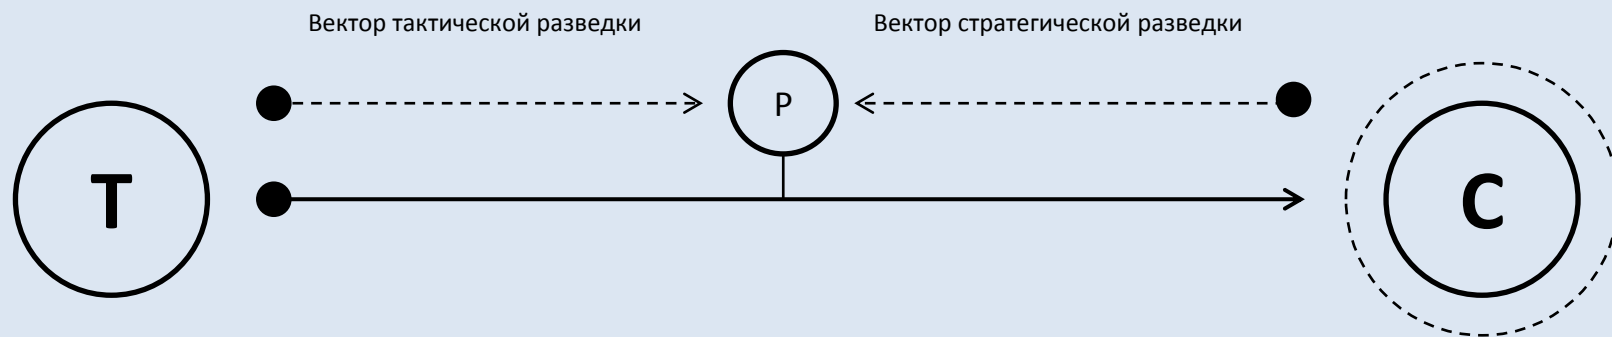 Вектор тактической разведки
Вектор стратегической разведки
Р
Т
С